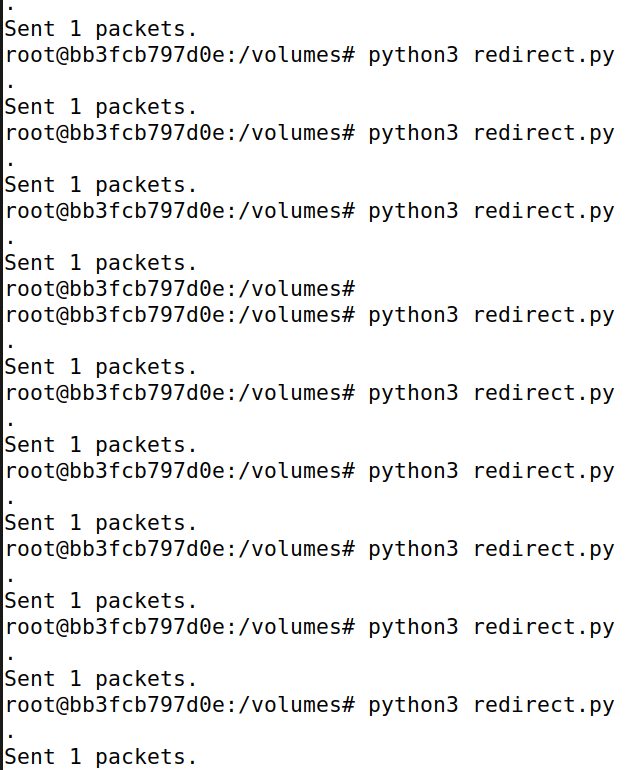 .
Sent 1 packets.
root@bb3fcb797d0e:/volumes# python3 redirect.py
.
Sent 1 packets.
root@bb3fcb797d0e:/volumes# python3 redirect.py
.
Sent 1 packets.
root@bb3fcb797d0e:/volumes# python3 redirect.py
.
Sent 1 packets.
root@bb3fcb797d0e:/volumes#
root@bb3fcb797d0e:/volumes# python3 redirect.py
.
Sent 1 packets.
root@bb3fcb797d0e:/volumes# python3 redirect.py
.
Sent 1 packets.
root@bb3fcb797d0e:/volumes# python3 redirect.py
.
Sent 1 packets.
root@bb3fcb797d0e:/volumes# python3 redirect.py
.
Sent 1 packets.
root@bb3fcb797d0e:/volumes# python3 redirect.py
.
Sent 1 packets.
root@bb3fcb797d0e:/volumes# python3 redirect.py
.
Sent 1 packets.